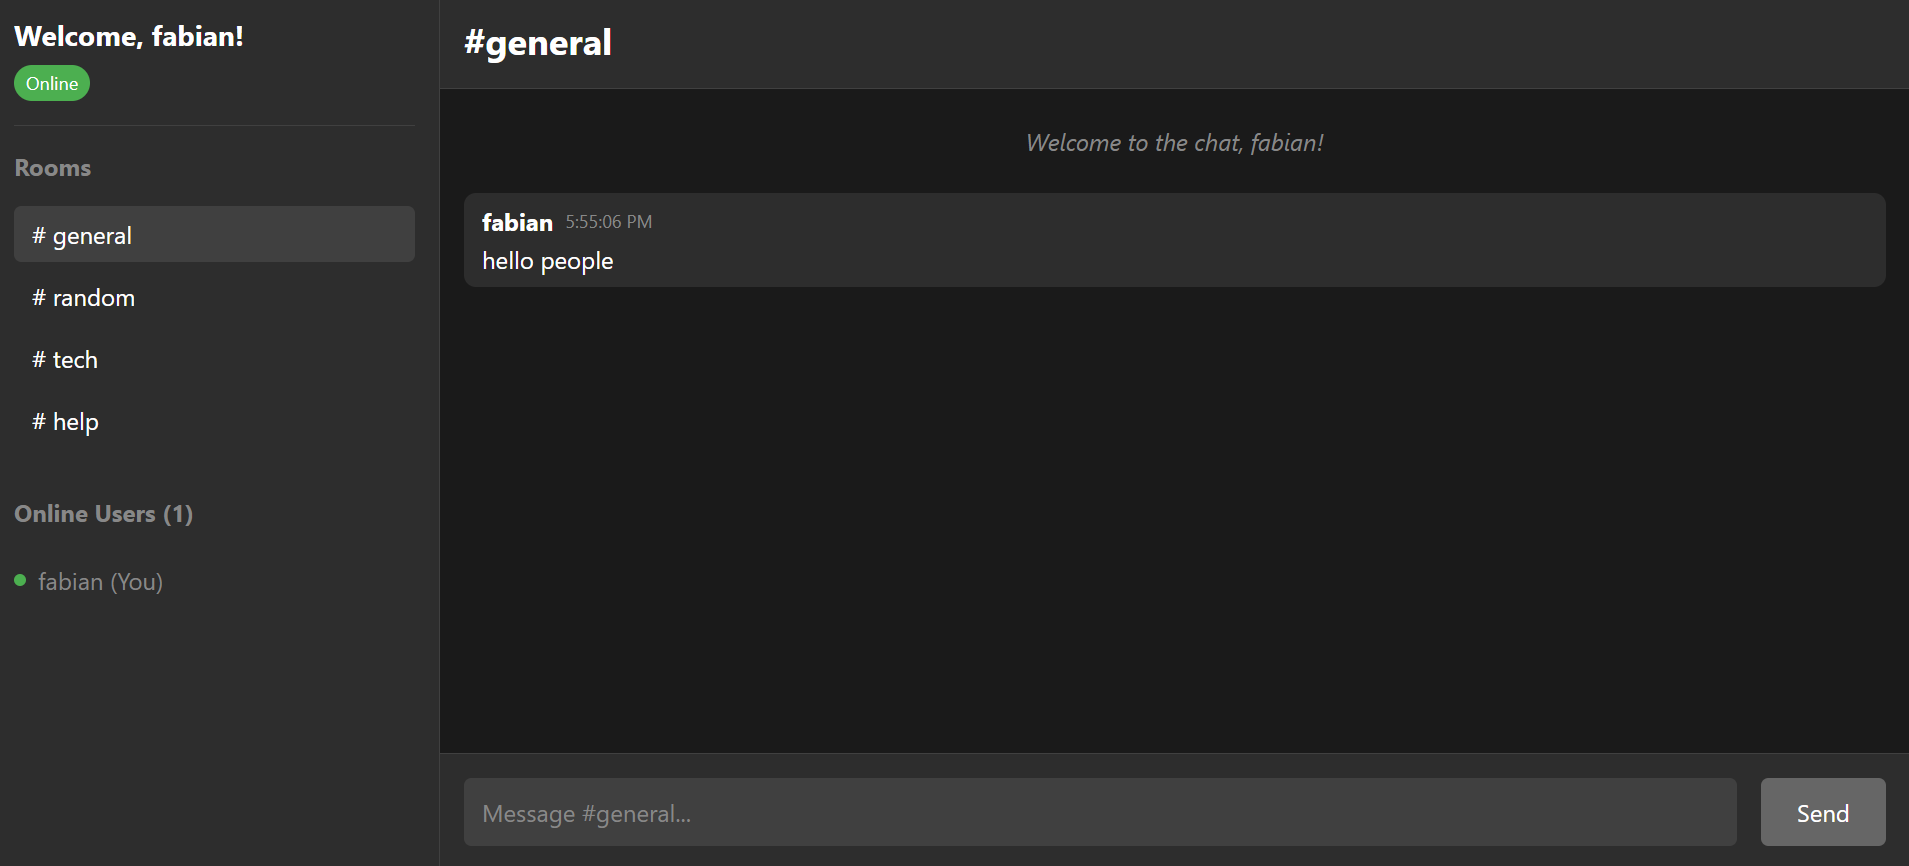 Welcome, fabian!
Online
Rooms
# general
# random
# tech
# help
Online Users (1)
fabian (You)
#general
Welcome to the chat, fabian!
fabian 5:55:06 PM
hello people
Message #general...
Send